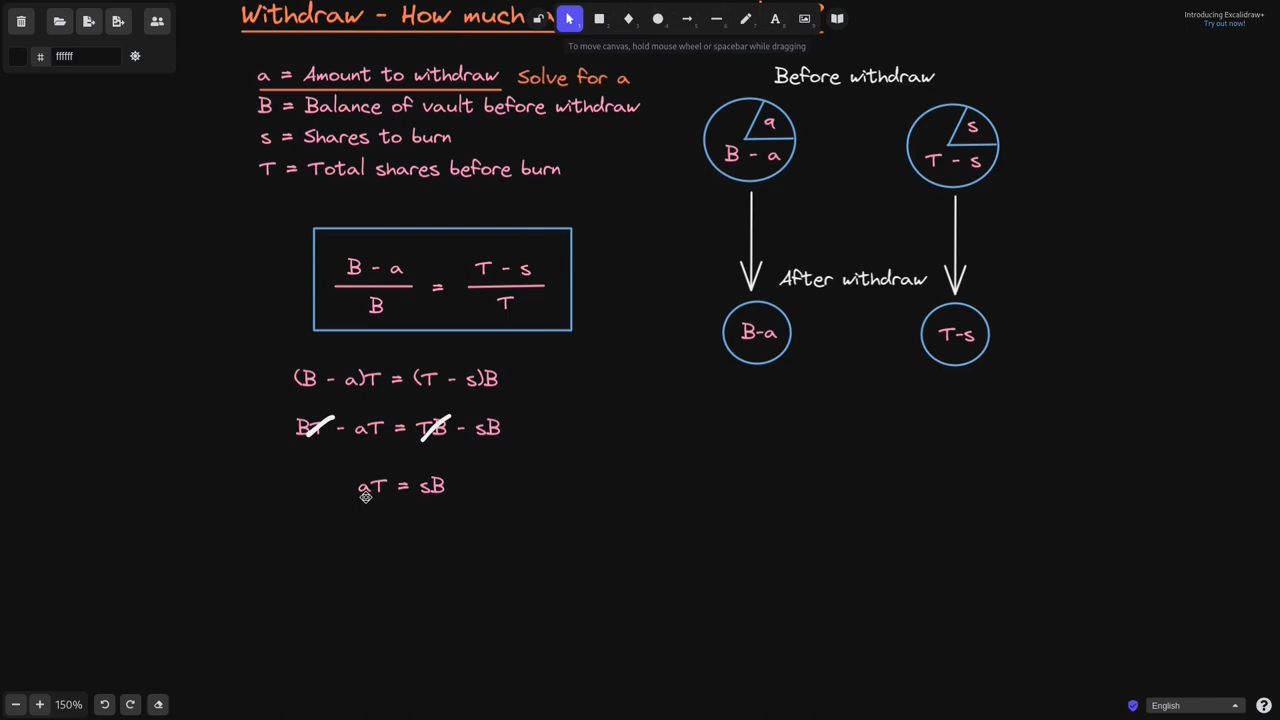 Withdraw - How much
Introducing Excalidraw+
Try out now!
# ffffff
To move canvas, hold mouse wheel or spacebar while dragging
a = Amount to withdraw Solve for a
B = Balance of vault before withdraw
s = Shares to burn
T = Total shares before burn
Before withdraw
a
B - a
s
T - s
B - a
B
=
T - s
T
After withdraw
B-a
T-s
(B - a)T = (T - s)B
BT - aT = TB - sB
aT = sB
150%
English